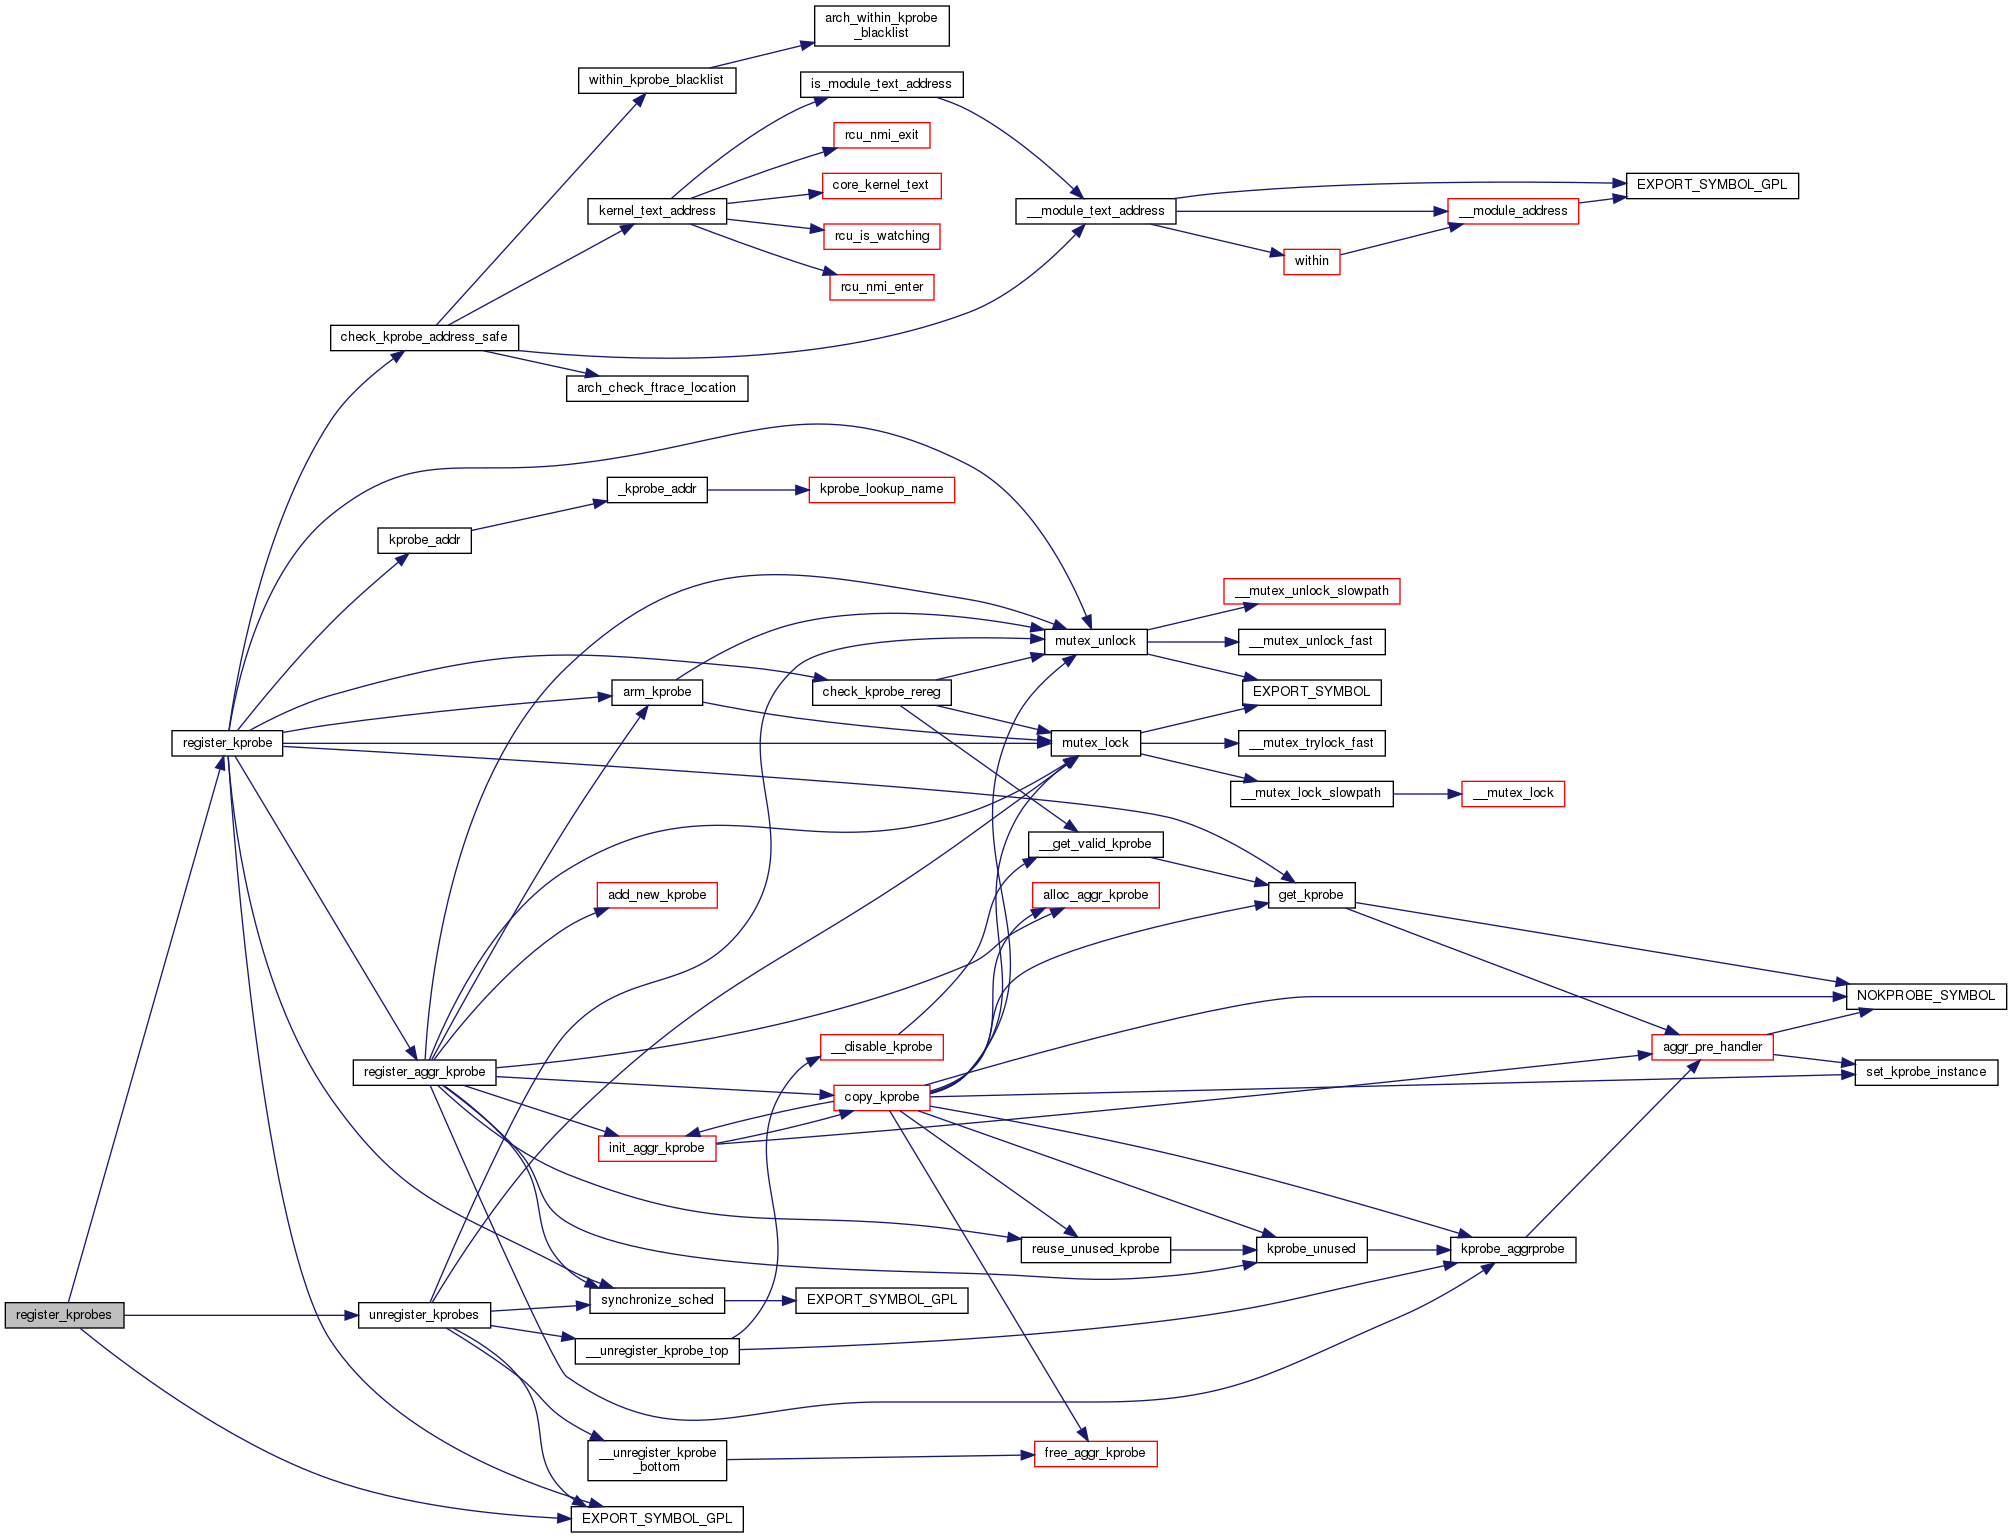 arch_within_kprobe
_blacklist
within_kprobe_blacklist
is_module_text_address
rcu_nmi_exit
core_kernel_text
EXPORT_SYMBOL_GPL
kernel_text_address
__module_text_address
__module_address
rcu_is_watching
within
rcu_nmi_enter
check_kprobe_address_safe
arch_check_ftrace_location
_kprobe_addr
kprobe_lookup_name
kprobe_addr
__mutex_unlock_slowpath
mutex_unlock
__mutex_unlock_fast
arm_kprobe
check_kprobe_rereg
EXPORT_SYMBOL
register_kprobe
mutex_lock
__mutex_trylock_fast
__mutex_lock_slowpath
__mutex_lock
__get_valid_kprobe
add_new_kprobe
alloc_aggr_kprobe
get_kprobe
NOKPROBE_SYMBOL
__disable_kprobe
aggr_pre_handler
register_aggr_kprobe
set_kprobe_instance
copy_kprobe
init_aggr_kprobe
reuse_unused_kprobe
kprobe_unused
kprobe_aggrprobe
synchronize_sched
EXPORT_SYMBOL_GPL
register_kprobes
unregister_kprobes
__unregister_kprobe_top
__unregister_kprobe
_bottom
free_aggr_kprobe
EXPORT_SYMBOL_GPL